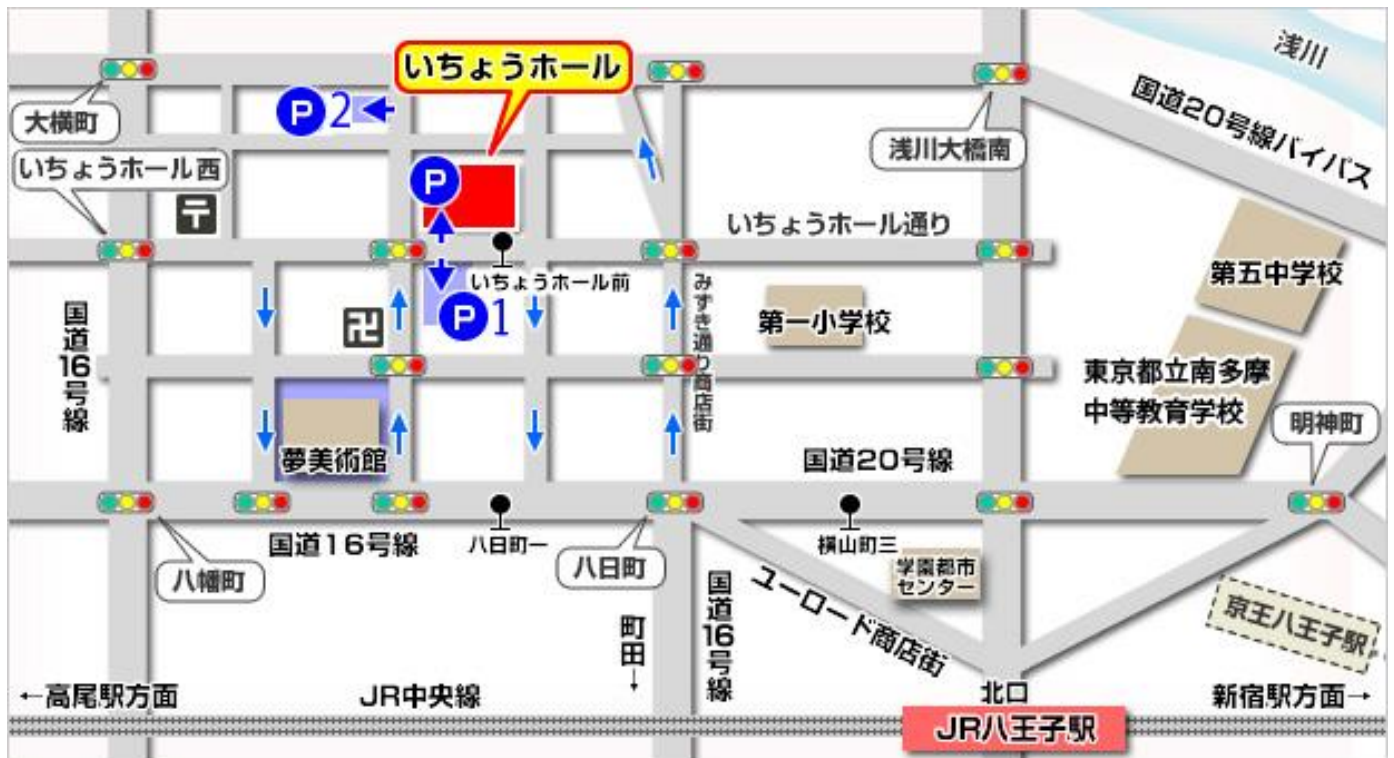 いちょうホール
浅川
大横町
P2
浅川大橋南
国道20号線バイパス
いちょうホール西
〒
P
いちょうホール通り
いちょうホール前
P1
卍
みずき通り商店街
第一小学校
第五中学校
国道16号線
東京都立南多摩
中等教育学校
夢美術館
国道20号線
明神町
国道16号線
八日町一
八日町
横山町三
八幡町
学園都市
センター
国道16号線
ユーロード商店街
町田↓
京王八王子駅
←高尾駅方面
JR中央線
北口
新宿駅方面→
JR八王子駅